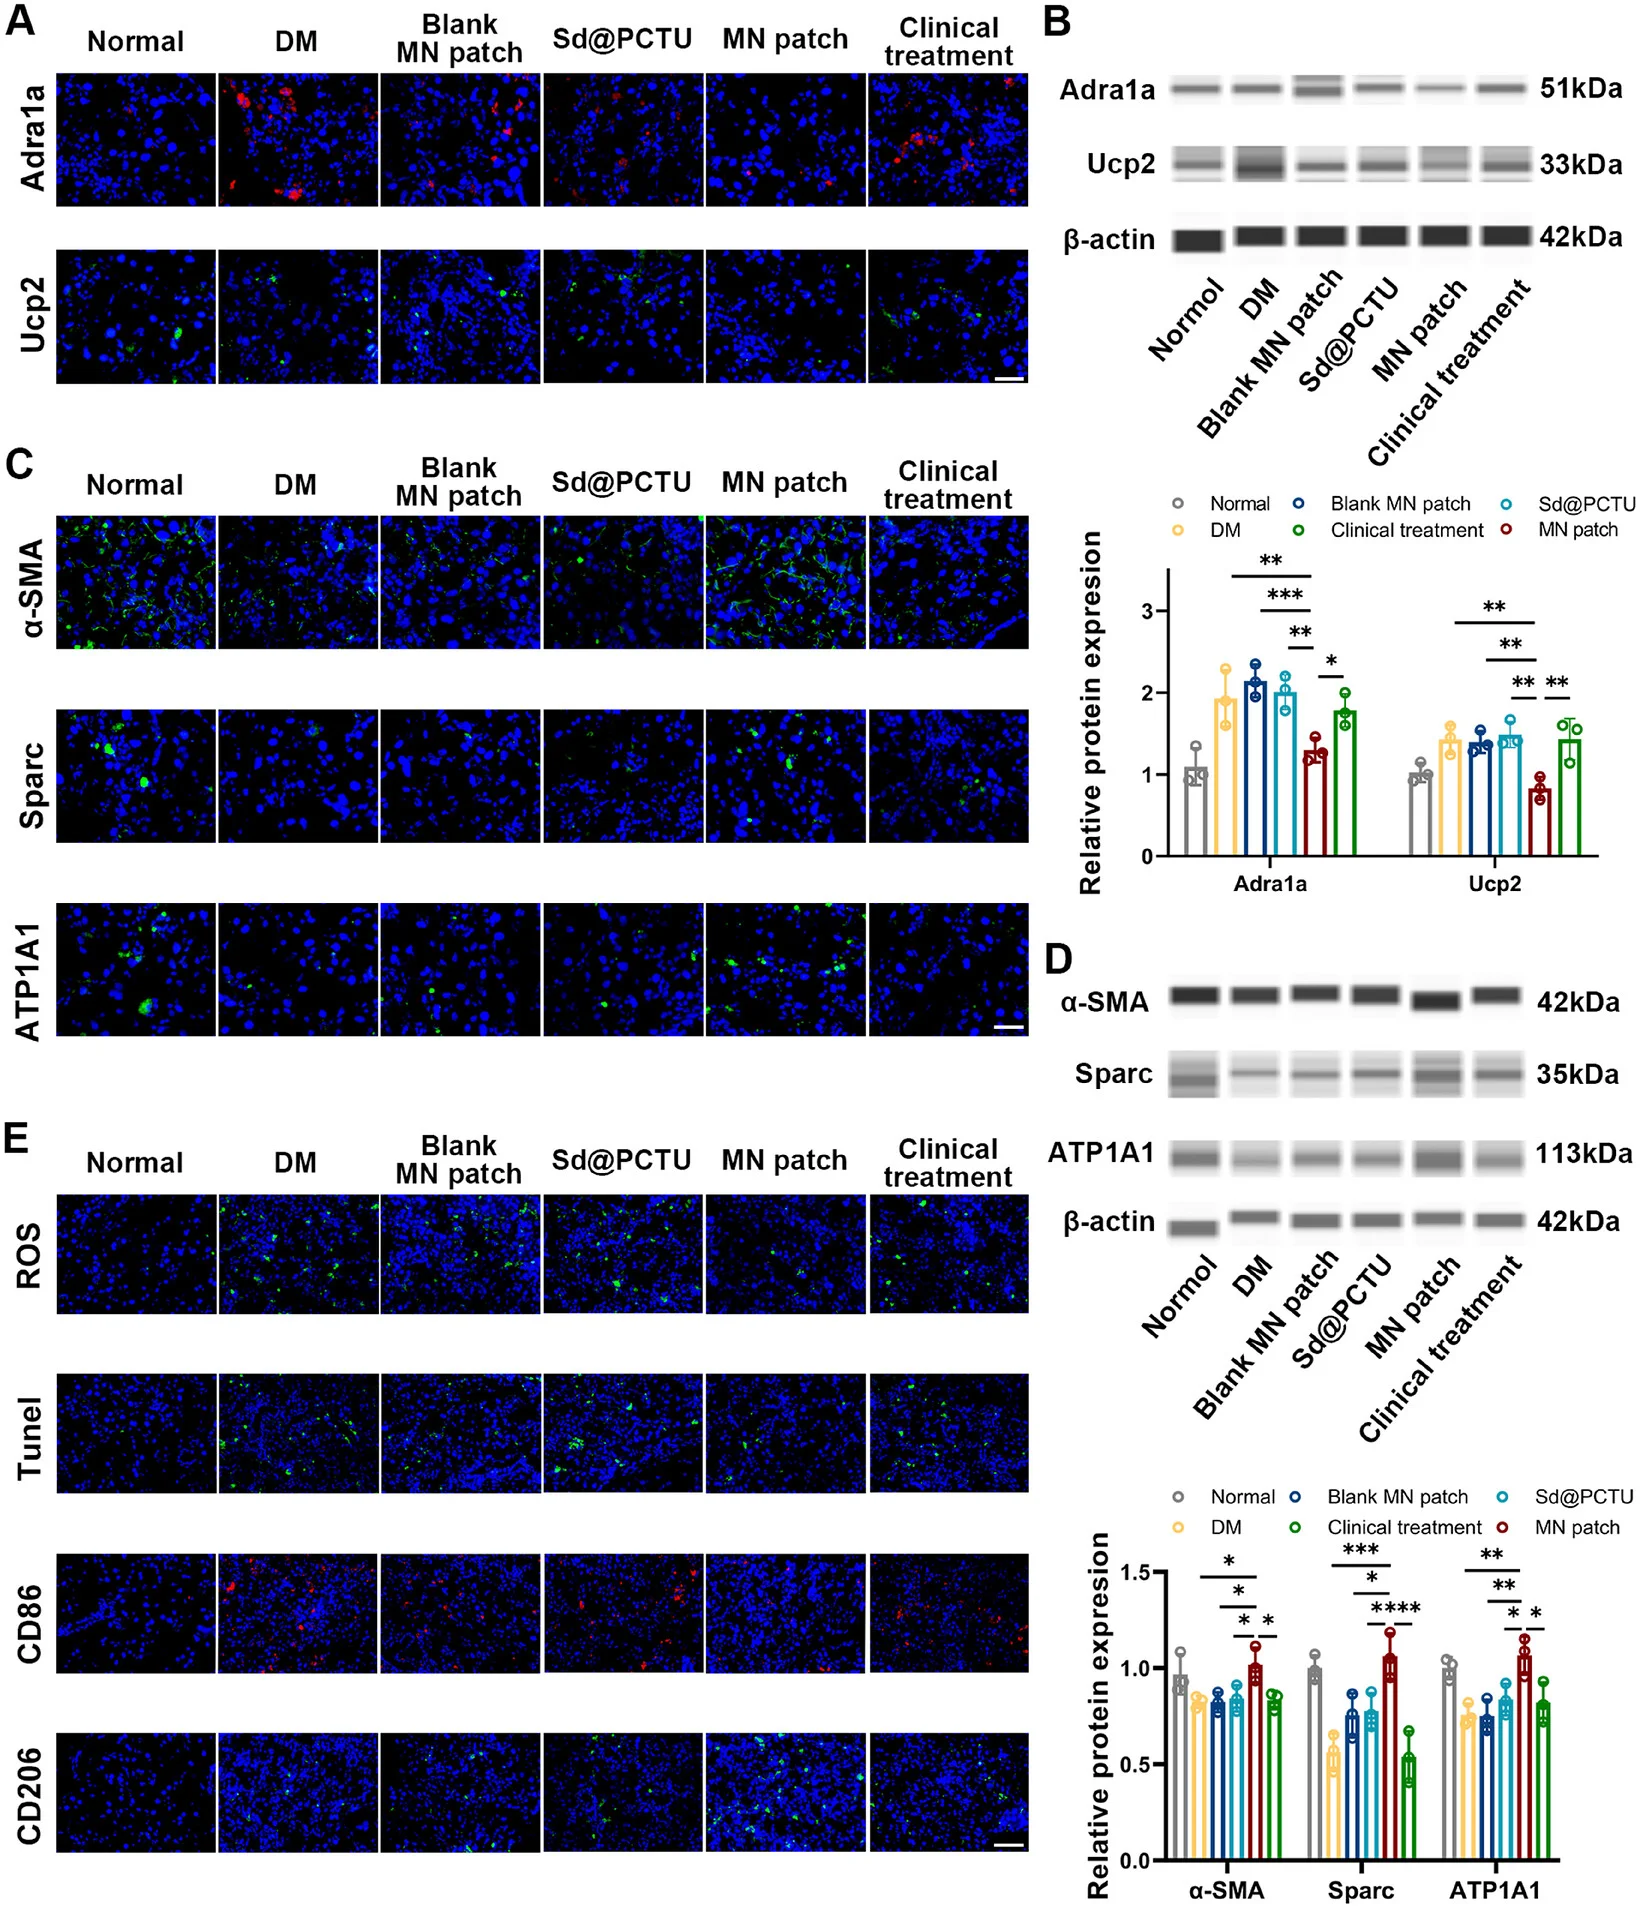 A
Normal
DM
Blank
MN patch
Sd@PCTU
MN patch
Clinical
treatment
Adra1a
Ucp2
B
Adra1a
51kDa
Ucp2
33kDa
β-actin
42kDa
Normol
DM
Blank MN patch
Sd@PCTU
MN patch
Clinical treatment
Normal
Blank MN patch
Sd@PCTU
DM
Clinical treatment
MN patch
Relative protein expresion
3
2
1
0
**
***
**
*
**
**
**
**
Adra1a
Ucp2
C
Normal
DM
Blank
MN patch
Sd@PCTU
MN patch
Clinical
treatment
α-SMA
Sparc
ATP1A1
D
α-SMA
42kDa
Sparc
35kDa
ATP1A1
113kDa
β-actin
42kDa
Normol
DM
Blank MN patch
Sd@PCTU
MN patch
Clinical treatment
Normal
Blank MN patch
Sd@PCTU
DM
Clinical treatment
MN patch
Relative protein expresion
1.5
1.0
0.5
0.0
*
*
*
*
***
*
****
**
**
*
*
α-SMA
Sparc
ATP1A1
E
Normal
DM
Blank
MN patch
Sd@PCTU
MN patch
Clinical
treatment
ROS
Tunel
CD86
CD206